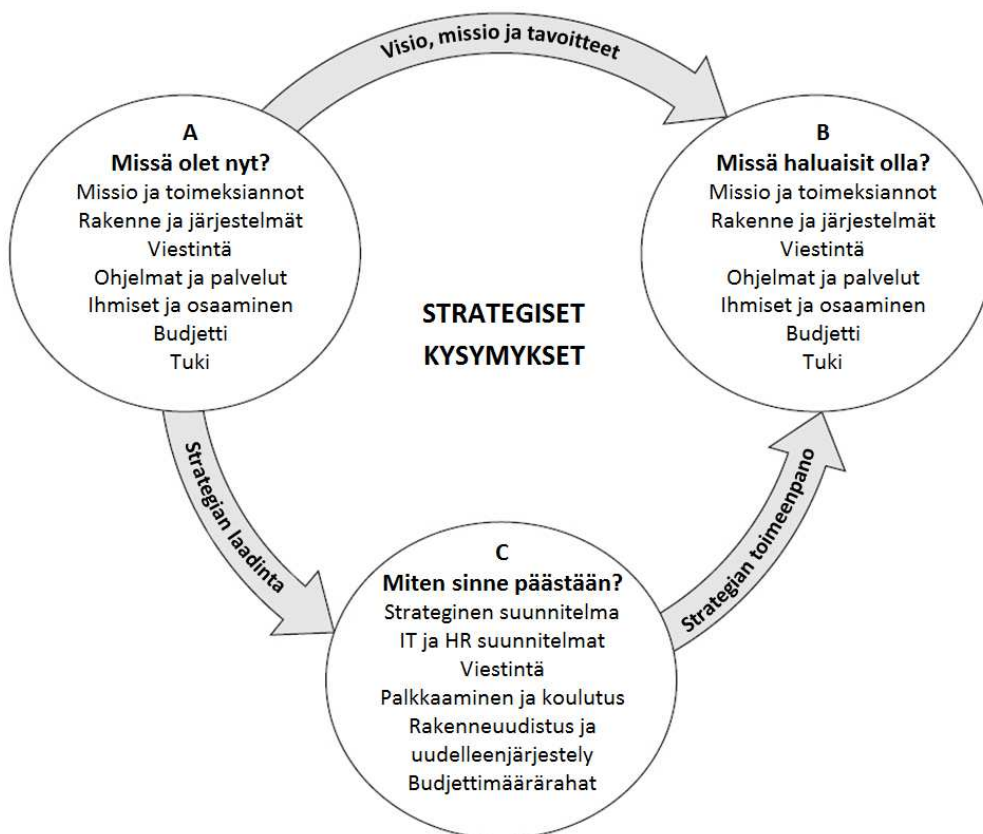 Visio, missio ja tavoitteet
A
Missä olet nyt?
Missio ja toimeksiannot
Rakenne ja järjestelmät
Viestintä
Ohjelmat ja palvelut
Ihmiset ja osaaminen
Budjetti
Tuki
B
Missä haluaisit olla?
Missio ja toimeksiannot
Rakenne ja järjestelmät
Viestintä
Ohjelmat ja palvelut
Ihmiset ja osaaminen
Budjetti
Tuki
STRATEGISET
KYSYMYKSET
Strategian laadinta
Strategian toimeenpano
C
Miten sinne päästään?
Strateginen suunnitelma
IT ja HR suunnitelmat
Viestintä
Palkkaaminen ja koulutus
Rakenneuudistus ja
uudelleenjärjestely
Budjettimäärärahat